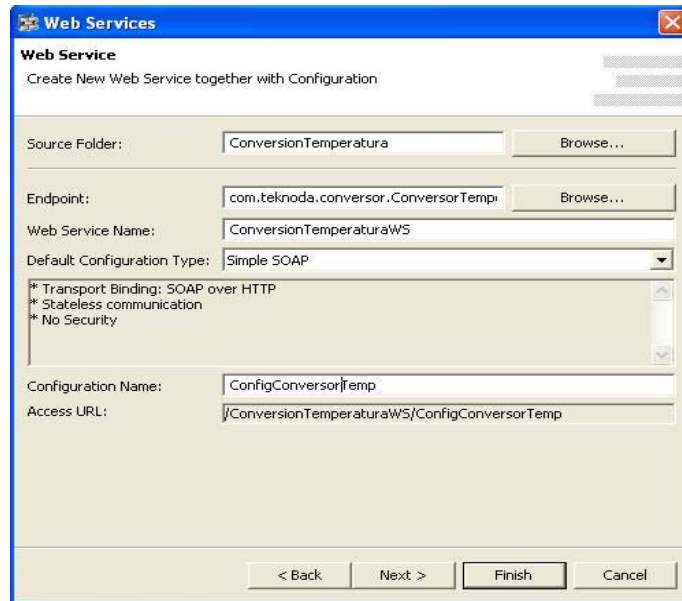 Web Services
Web Service
Create New Web Service together with Configuration
Source Folder: ConversionTemperatura Browse...
Endpoint: com.teknoda.conversor.ConversorTemp Browse...
Web Service Name: ConversionTemperaturaWS
Default Configuration Type: Simple SOAP
* Transport Binding: SOAP over HTTP
* Stateless communication
* No Security
Configuration Name: ConfigConversorTemp
Access URL: /ConversionTemperaturaWS/ConfigConversorTemp
< Back Next > Finish Cancel